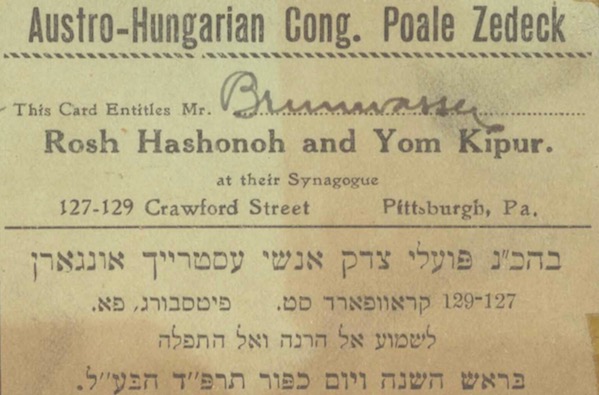 Austro-Hungarian Cong. Poale Zedeck
This Card Entitles Mr. Brunwasser
Rosh Hashonoh and Yom Kipur.
at their Synagogue
127-129 Crawford Street Pittsburgh, Pa.
בהכ"נ פועלי צדק אנשי עסטרייך אונגארן
129-127 קראוופארד סט. פיטסבורג, פא.
לשמוע אל הרנה ואל התפלה
בראש השנה ויום כפור תרפ"ד הבע"ל.